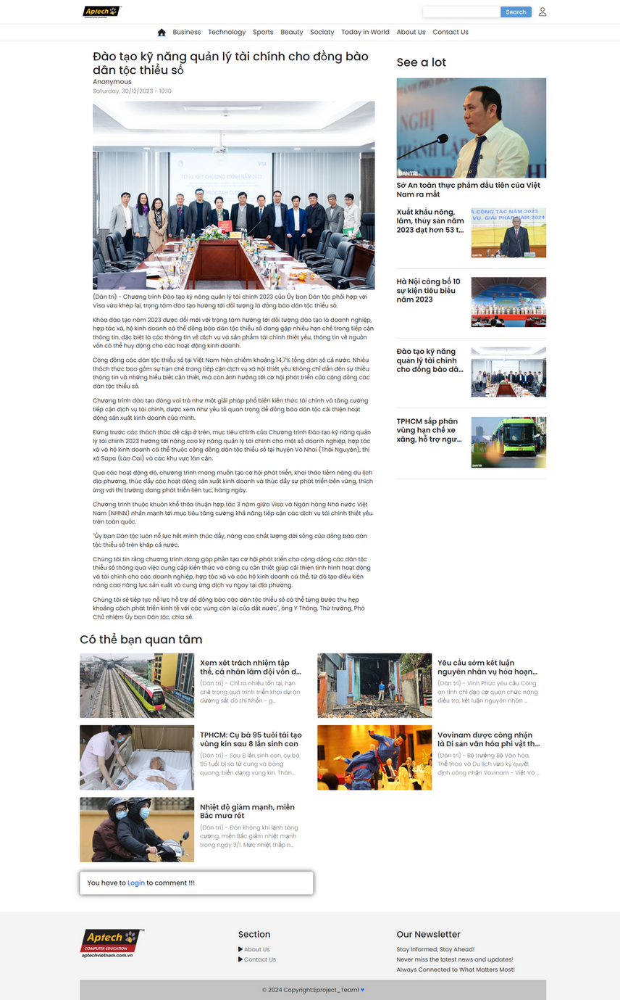 Aptech
Search
Business Technology Sports Beauty Sociaty Today in World About Us Contact Us
Đào tạo kỹ năng quản lý tài chính cho đồng bào
dân tộc thiểu số
Anonymous
Saturday, 30/12/2023 - 10:10
TỔNG KẾT CHƯƠNG TRÌNH NĂM 2023
(Dân trí) - Chương trình Đào tạo kỹ năng quản lý tài chính 2023 của Ủy ban Dân tộc phối hợp với
Visa vừa khép lại, trọng tâm đào tạo hướng tới đối tượng là đồng bào dân tộc thiểu số.
Khóa đào tạo năm 2023 được đổi mới với trọng tâm hướng tới đối tượng đào tạo là doanh nghiệp,
hợp tác xã, hộ kinh doanh cá thể đồng bào dân tộc thiểu số đang gặp nhiều hạn chế trong tiếp cận
thông tin, đặc biệt là các thông tin về dịch vụ và sản phẩm tài chính thiết yếu, thông tin về nguồn
vốn có thể huy động cho các hoạt động kinh doanh.
Cộng đồng các dân tộc thiểu số tại Việt Nam hiện chiếm khoảng 14,7% tổng dân số cả nước. Nhiều
thách thức bao gồm sự hạn chế trong tiếp cận dịch vụ xã hội thiết yếu không chỉ dẫn đến sự thiếu
thông tin và những hiểu biết cần thiết, mà còn ảnh hưởng tới cơ hội phát triển của cộng đồng các
dân tộc thiểu số.
Chương trình đào tạo đóng vai trò như một giải pháp phổ biến kiến thức tài chính và tăng cường
tiếp cận dịch vụ tài chính, được xem như yếu tố quan trọng để đồng bào dân tộc cải thiện hoạt
động sản xuất kinh doanh của mình.
Đứng trước các thách thức đề cập ở trên, mục tiêu chính của Chương trình Đào tạo kỹ năng quản
lý tài chính 2023 hướng tới nâng cao kỹ năng quản lý tài chính cho một số doanh nghiệp, hợp tác
xã và hộ kinh doanh cá thể thuộc cộng đồng dân tộc thiểu số tại huyện Võ Nhai (Thái Nguyên), thị
xã Sapa (Lào Cai) và các khu vực lân cận.
Qua các hoạt động đó, chương trình mong muốn tạo cơ hội phát triển, khai thác tiềm năng du lịch
địa phương, thúc đẩy các hoạt động sản xuất kinh doanh và thúc đẩy sự phát triển bền vững, thích
ứng với thị trường đang phát triển liên tục, hàng ngày.
Chương trình thuộc khuôn khổ thỏa thuận hợp tác 3 năm giữa Visa và Ngân hàng Nhà nước Việt
Nam (NHNN) nhấn mạnh tới mục tiêu tăng cường khả năng tiếp cận các dịch vụ tài chính thiết yếu
trên toàn quốc.
"Ủy ban Dân tộc luôn nỗ lực hết mình thúc đẩy, nâng cao chất lượng đời sống của đồng bào dân
tộc thiểu số trên khắp cả nước.
Chúng tôi tin rằng chương trình đang góp phần tạo cơ hội phát triển cho cộng đồng các dân tộc
thiểu số thông qua việc cung cấp kiến thức và công cụ cần thiết giúp cải thiện tình hình hoạt động
và tài chính cho các doanh nghiệp, hợp tác xã và các hộ kinh doanh cá thể, từ đó tạo điều kiện
nâng cao năng lực sản xuất và cung ứng dịch vụ ngay tại địa phương.
Chúng tôi sẽ tiếp tục nỗ lực hỗ trợ để đồng bào các dân tộc thiểu số có thể từng bước thu hẹp
khoảng cách phát triển kinh tế với các vùng còn lại của đất nước", ông Y Thông, Thứ trưởng, Phó
Chủ nhiệm Ủy ban Dân tộc, chia sẻ.
See a lot
NGHỊ
THÀNH LẬP
DANTRI
Sở An toàn thực phẩm đầu tiên của Việt
Nam ra mắt
Xuất khẩu nông,
lâm, thủy sản năm
2023 đạt hơn 53 t...
CÔNG TÁC NĂM 2023
VỤ, GIẢI PHÁP NĂM 2024
Hà Nội công bố 10
sự kiện tiêu biểu
năm 2023
Đào tạo kỹ năng
quản lý tài chính
cho đồng bào dâ...
TPHCM sắp phân
vùng hạn chế xe
xăng, hỗ trợ ngư...
Có thể bạn quan tâm
Xem xét trách nhiệm tập
thể, cá nhân làm đội vốn d...
(Dân trí) - Chỉ ra nhiều tồn tại, hạn
chế trong quá trình triển khai dự án
đường sắt đô thị Nhổn - g...
Yêu cầu sớm kết luận
nguyên nhân vụ hỏa hoạn...
(Dân trí) - Vĩnh Phúc yêu cầu Công
an tỉnh chỉ đạo cơ quan chức năng
điều tra, kết luận nguyên nhân ...
TPHCM: Cụ bà 95 tuổi tái tạo
vùng kín sau 8 lần sinh con
(Dân trí) - Sau 8 lần sinh con, cụ bà
95 tuổi bị sa tử cung và bàng
quang, biến dạng vùng kín. Thăn...
Vovinam được công nhận
là Di sản văn hóa phi vật th...
(Dân trí) - Bộ trưởng Bộ Văn hóa,
Thể thao và Du lịch vừa ký quyết
định công nhận Vovinam - Việt Võ ...
Nhiệt độ giảm mạnh, miền
Bắc mưa rét
(Dân trí) - Đón không khí lạnh tăng
cường, miền Bắc giảm nhiệt mạnh
trong ngày 3/1. Mức nhiệt thấp n...
You have to Login to comment !!!
Aptech
COMPUTER EDUCATION
aptechvietnam.com.vn
Section
About Us
Contact Us
Our Newsletter
Stay Informed, Stay Ahead!
Never miss the latest news and updates!
Always Connected to What Matters Most!
© 2024 Copyright:Eproject_Team1 ♥